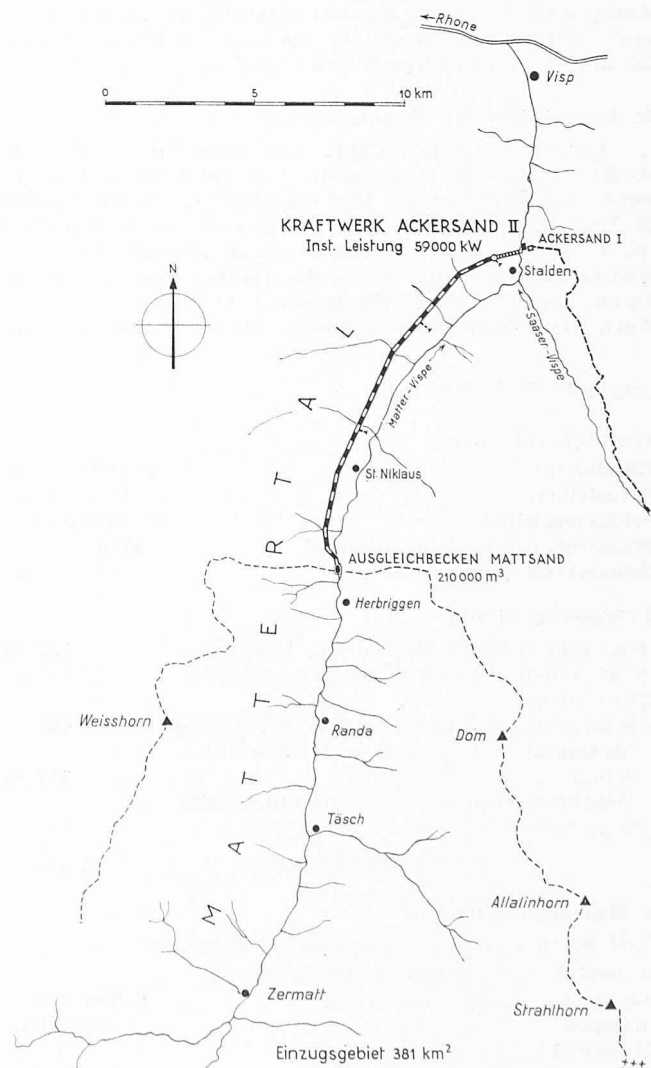 Rhone
Visp
0 5 10 km
KRAFTWERK ACKERSAND II
Inst. Leistung 59000 kW
ACKERSAND I
Stalden
N
Saaser-Vispe
Matter-Vispe
St. Niklaus
MATTERTAL
AUSGLEICHBECKEN MATTSAND
210 000 m³
Herbriggen
Weisshorn
Randa
Dom
Täsch
Allalinhorn
Zermatt
Strahlhorn
Einzugsgebiet 381 km²